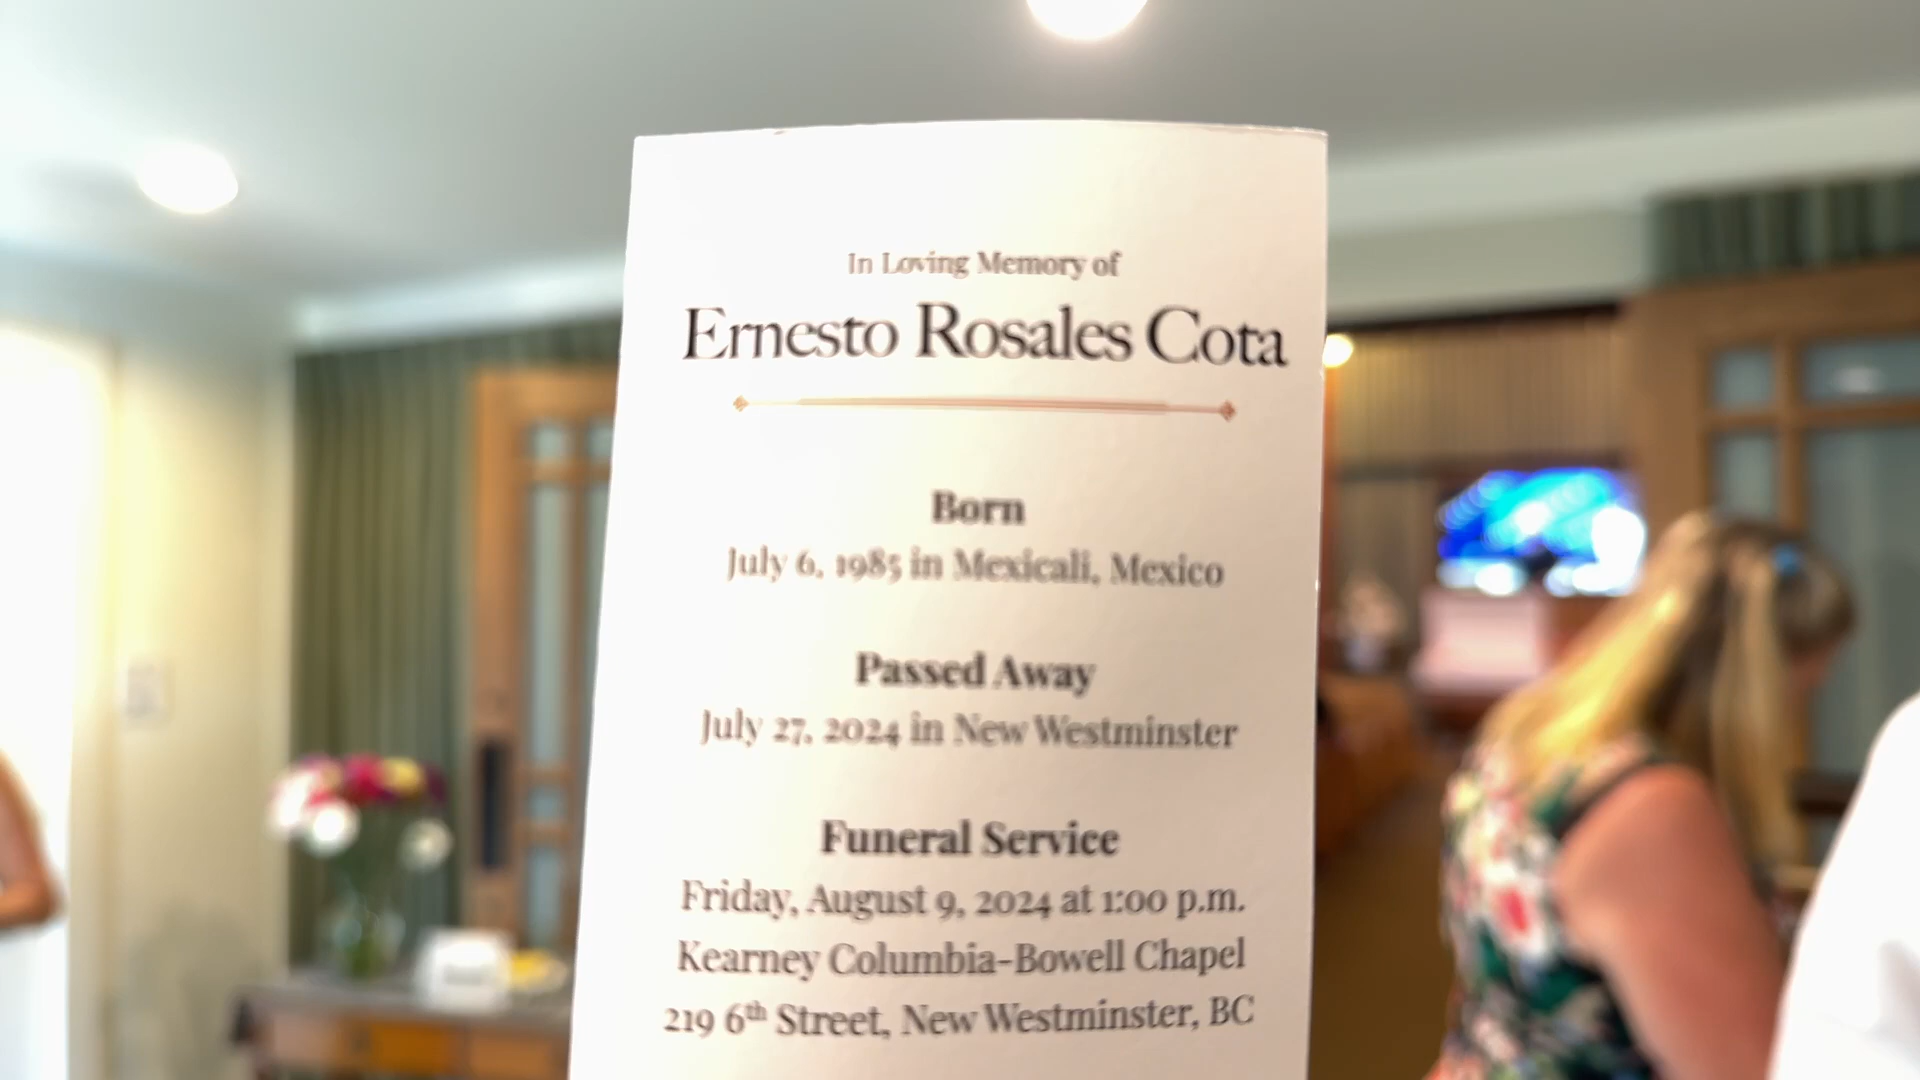 In Loving Memory of
Ernesto Rosales Cota
Born
July 6, 1985 in Mexicali, Mexico
Passed Away
July 27, 2024 in New Westminster
Funeral Service
Friday, August 9, 2024 at 1:00 p.m.
Kearney Columbia-Bowell Chapel
219 6th Street, New Westminster, BC